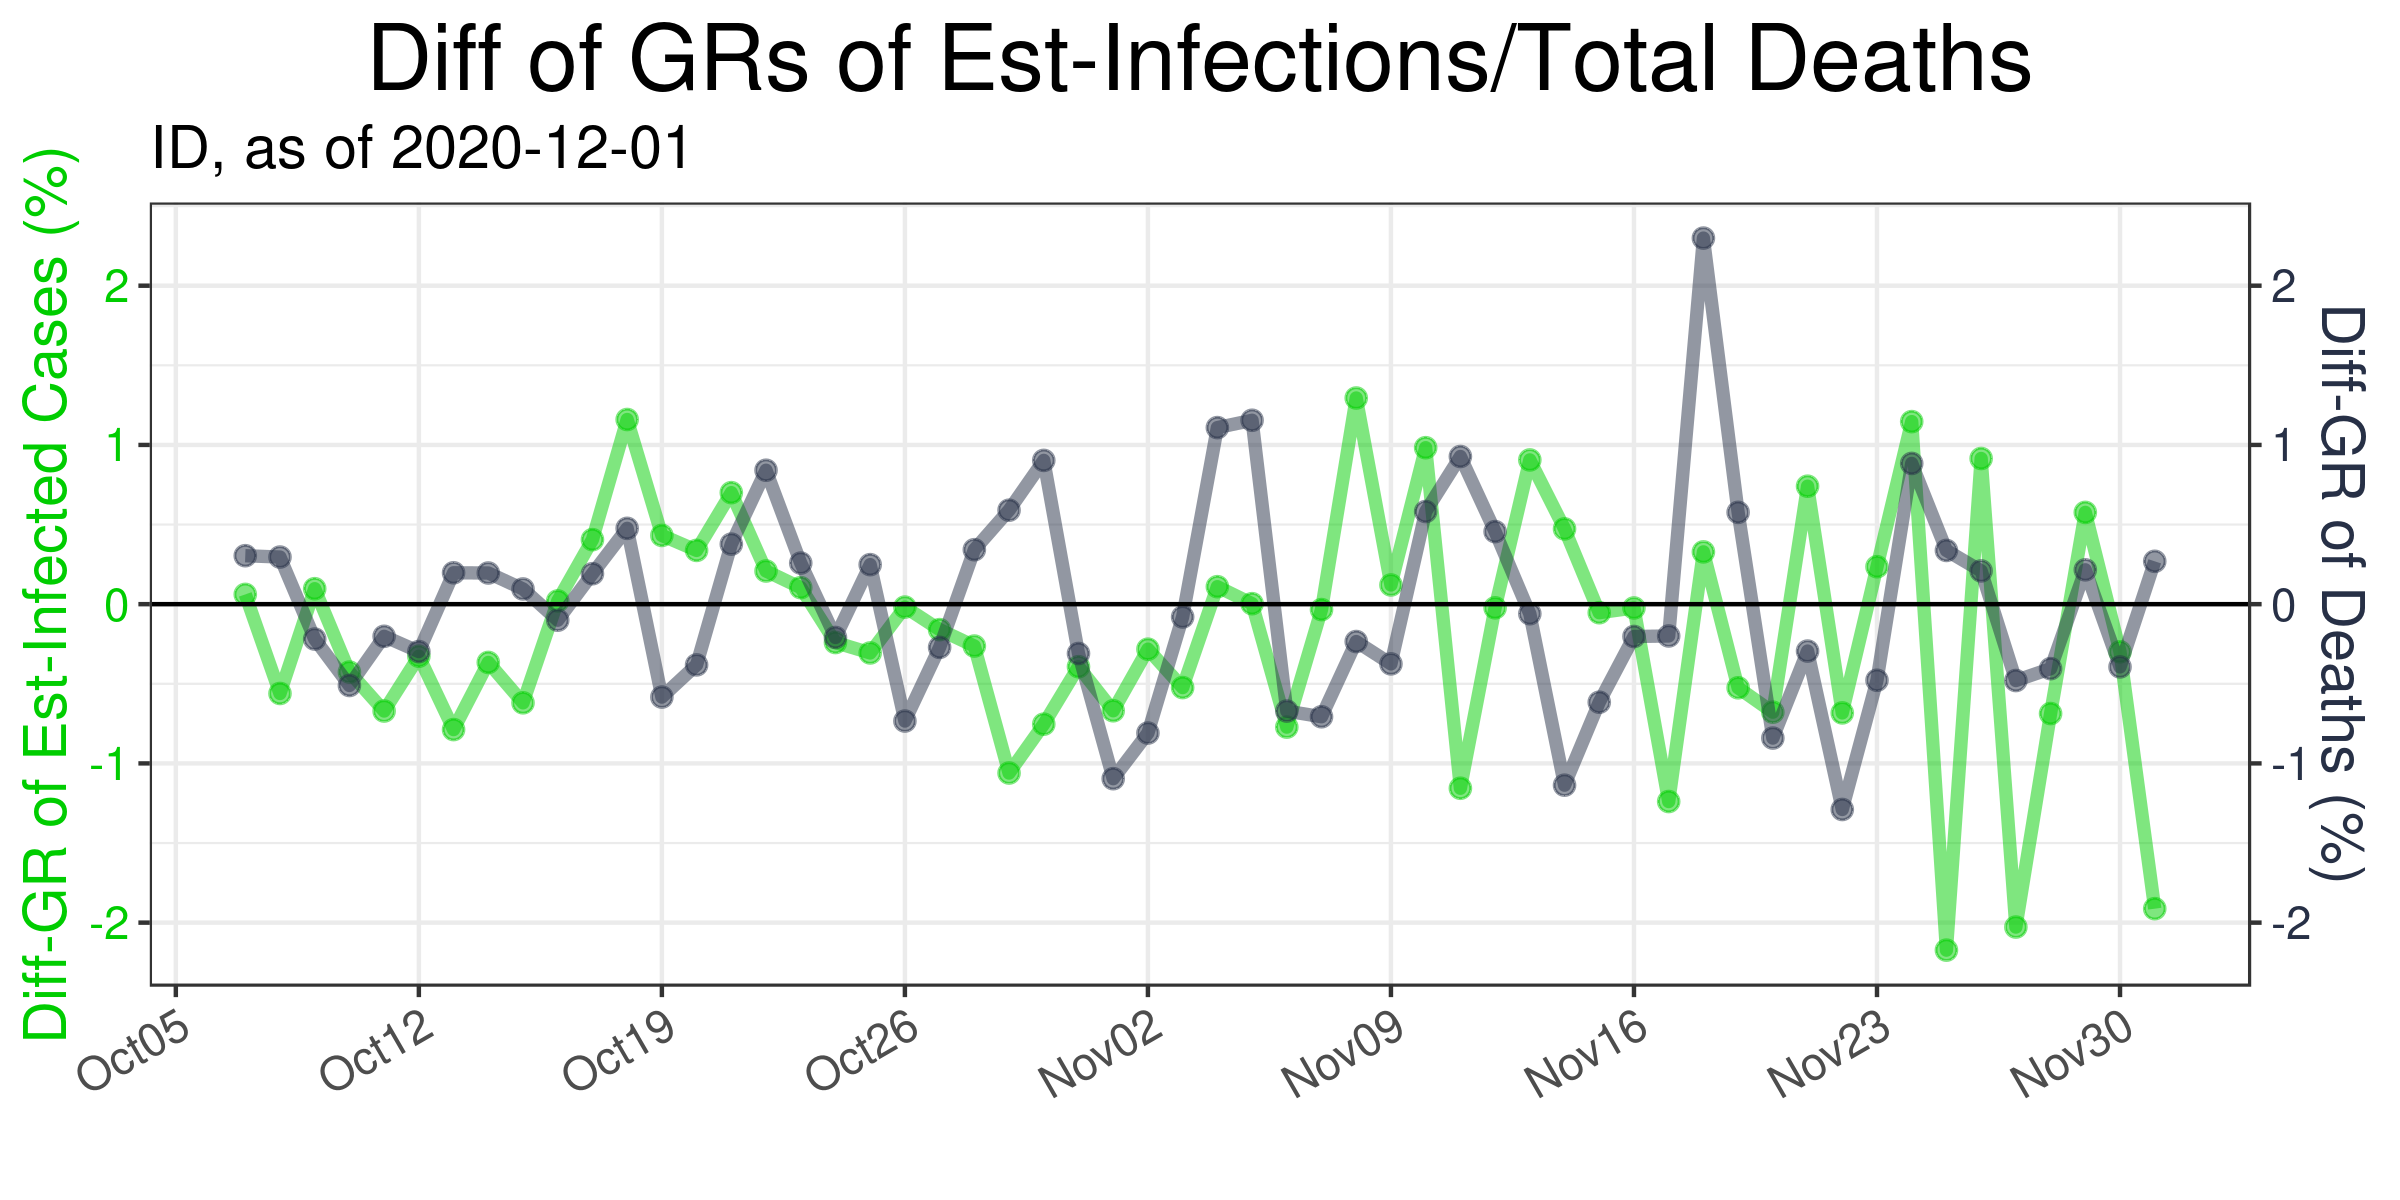 Diff of GRs of Est-Infections/Total Deaths
ID, as of 2020-12-01
Diff-GR of Est-Infected Cases (%)
2
1
0
-1
-2
2
1
0
-1
-2
Diff-GR of Deaths (%)
Oct05
Oct12
Oct19
Oct26
Nov02
Nov09
Nov16
Nov23
Nov30